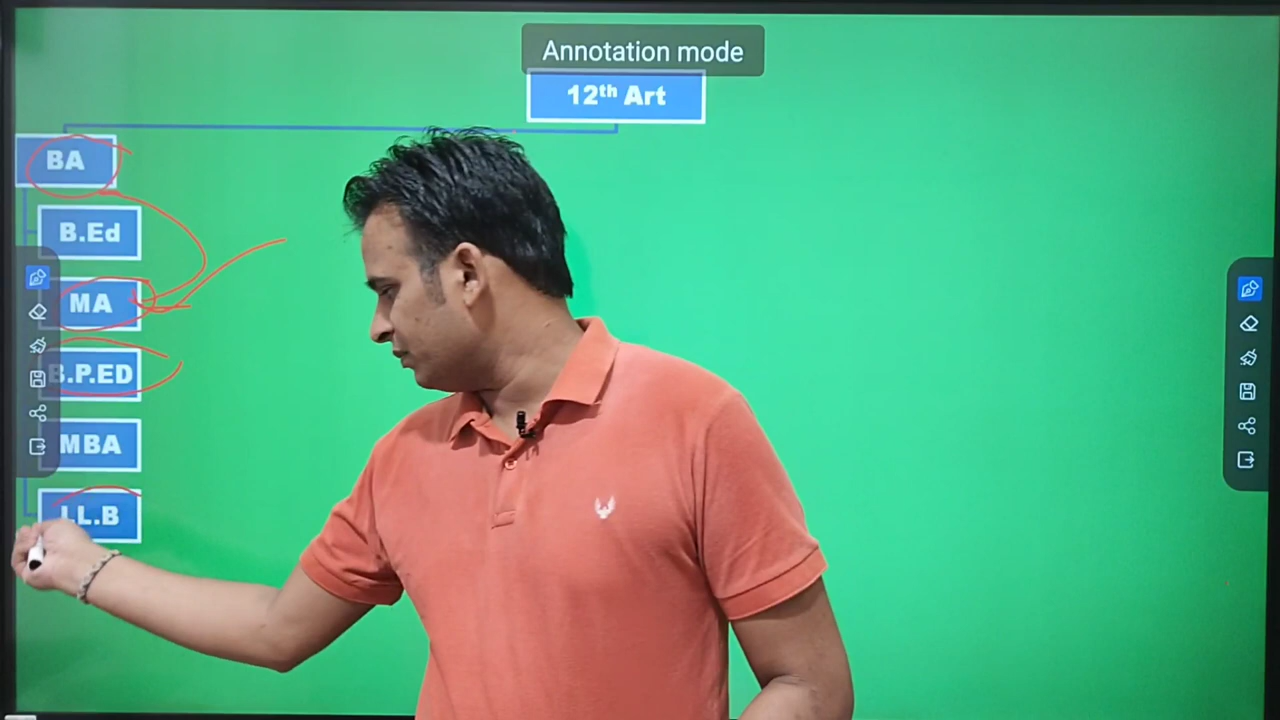 Annotation mode
12th Art
BA
B.Ed
MA
B.P.ED
MBA
LL.B